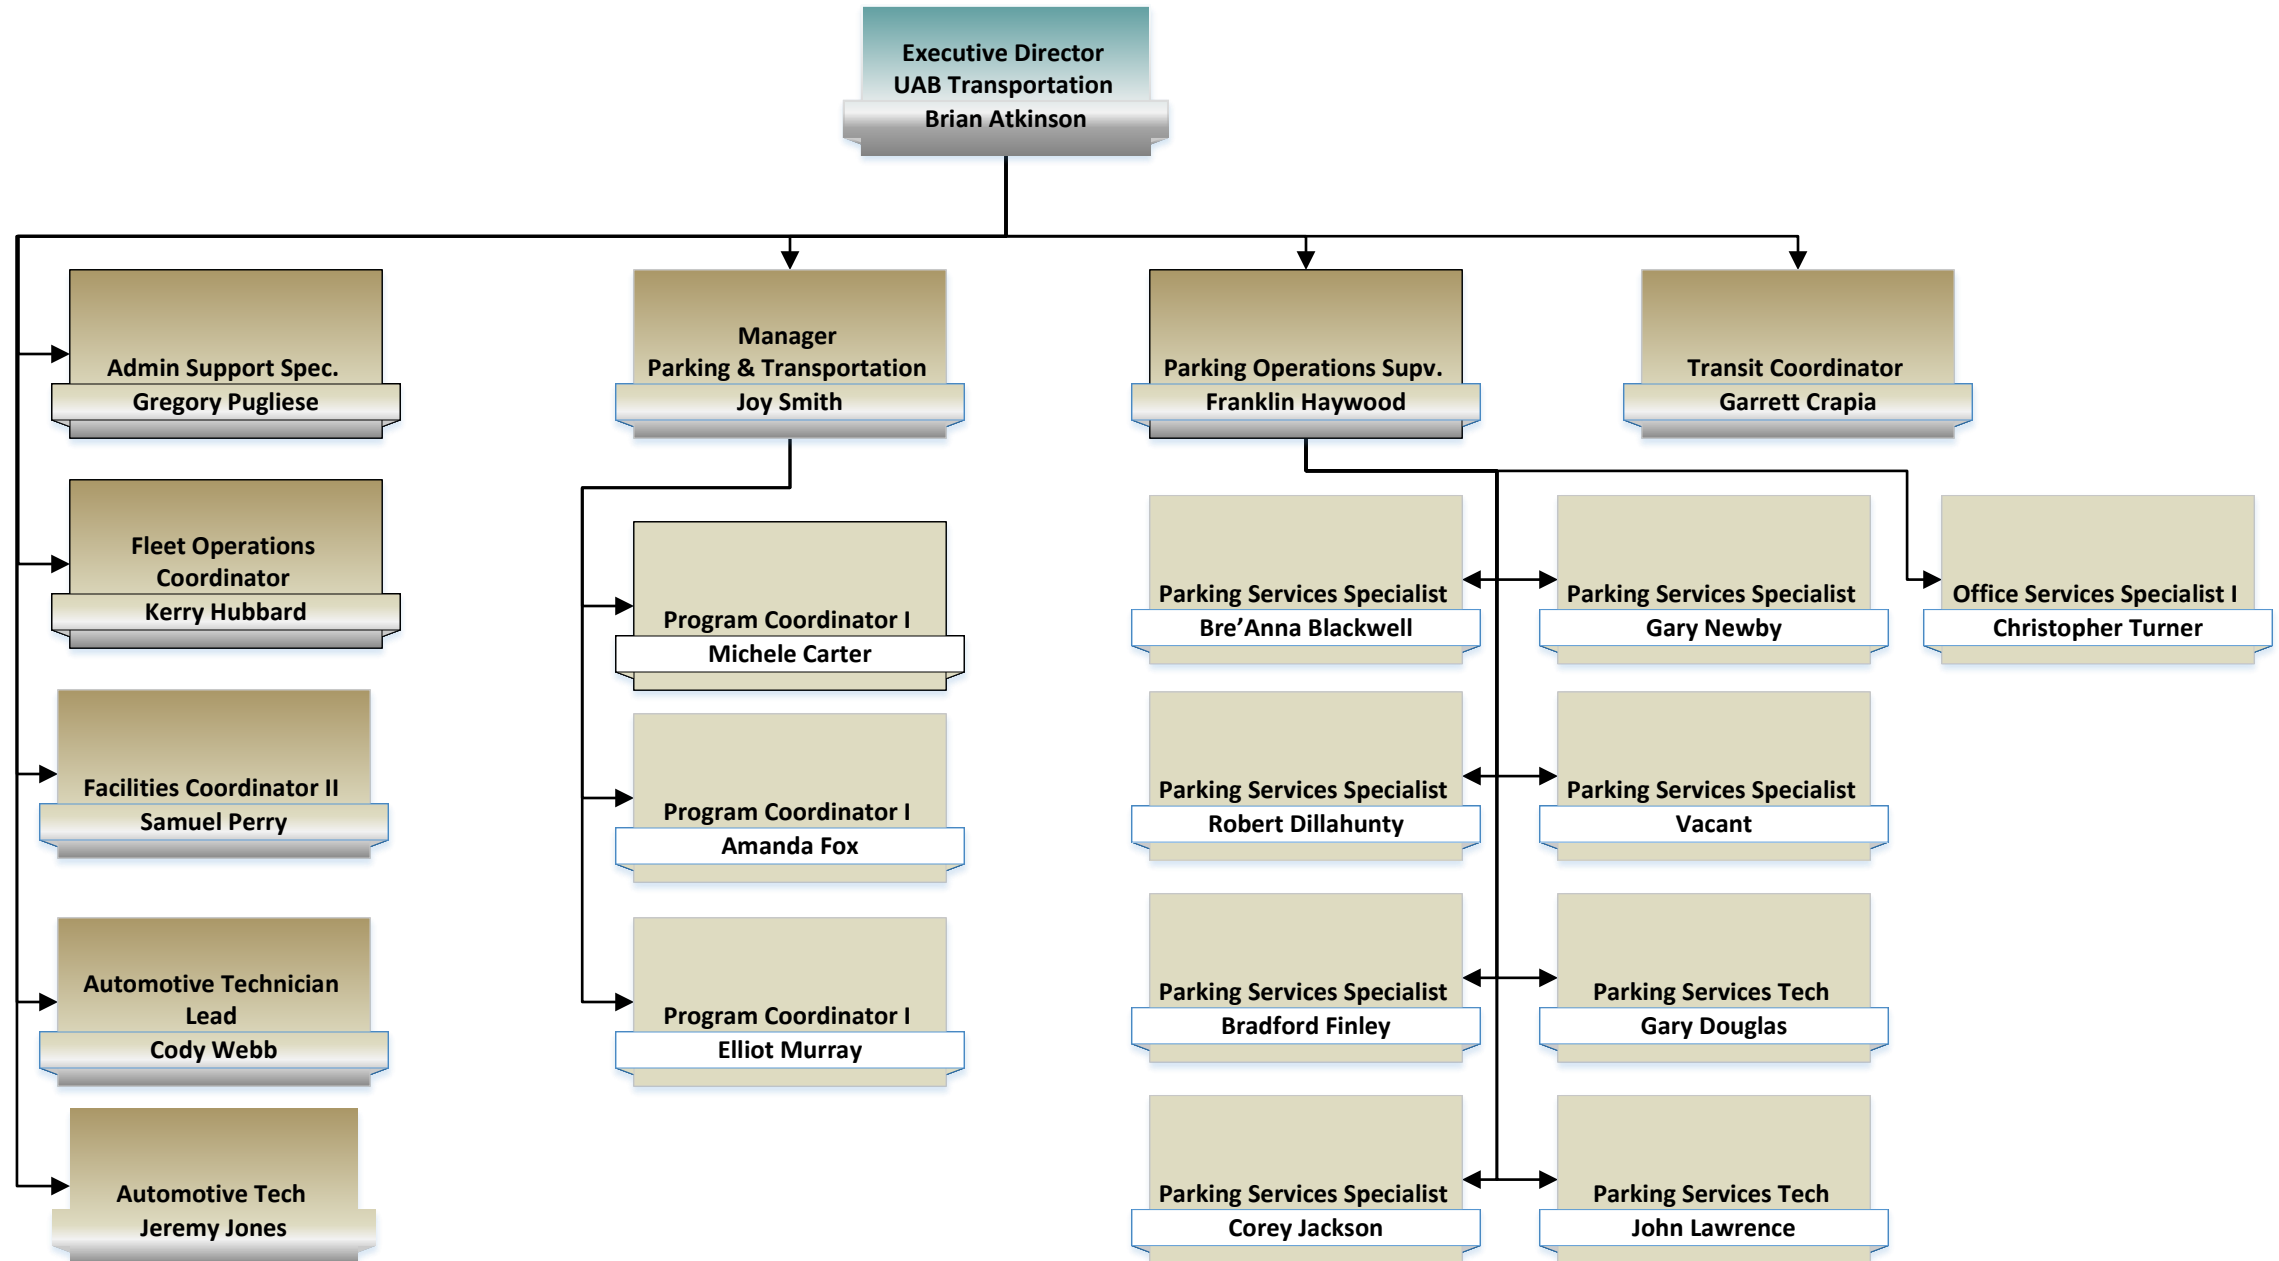 Executive Director
UAB Transportation
Brian Atkinson
Admin Support Spec.
Gregory Pugliese
Manager
Parking & Transportation
Joy Smith
Parking Operations Supv.
Franklin Haywood
Transit Coordinator
Garrett Crapia
Fleet Operations
Coordinator
Kerry Hubbard
Facilities Coordinator II
Samuel Perry
Automotive Technician
Lead
Cody Webb
Automotive Tech
Jeremy Jones
Program Coordinator I
Michele Carter
Program Coordinator I
Amanda Fox
Program Coordinator I
Elliot Murray
Parking Services Specialist
Bre’Anna Blackwell
Parking Services Specialist
Gary Newby
Office Services Specialist I
Christopher Turner
Parking Services Specialist
Robert Dillahunty
Parking Services Specialist
Vacant
Parking Services Specialist
Bradford Finley
Parking Services Tech
Gary Douglas
Parking Services Specialist
Corey Jackson
Parking Services Tech
John Lawrence